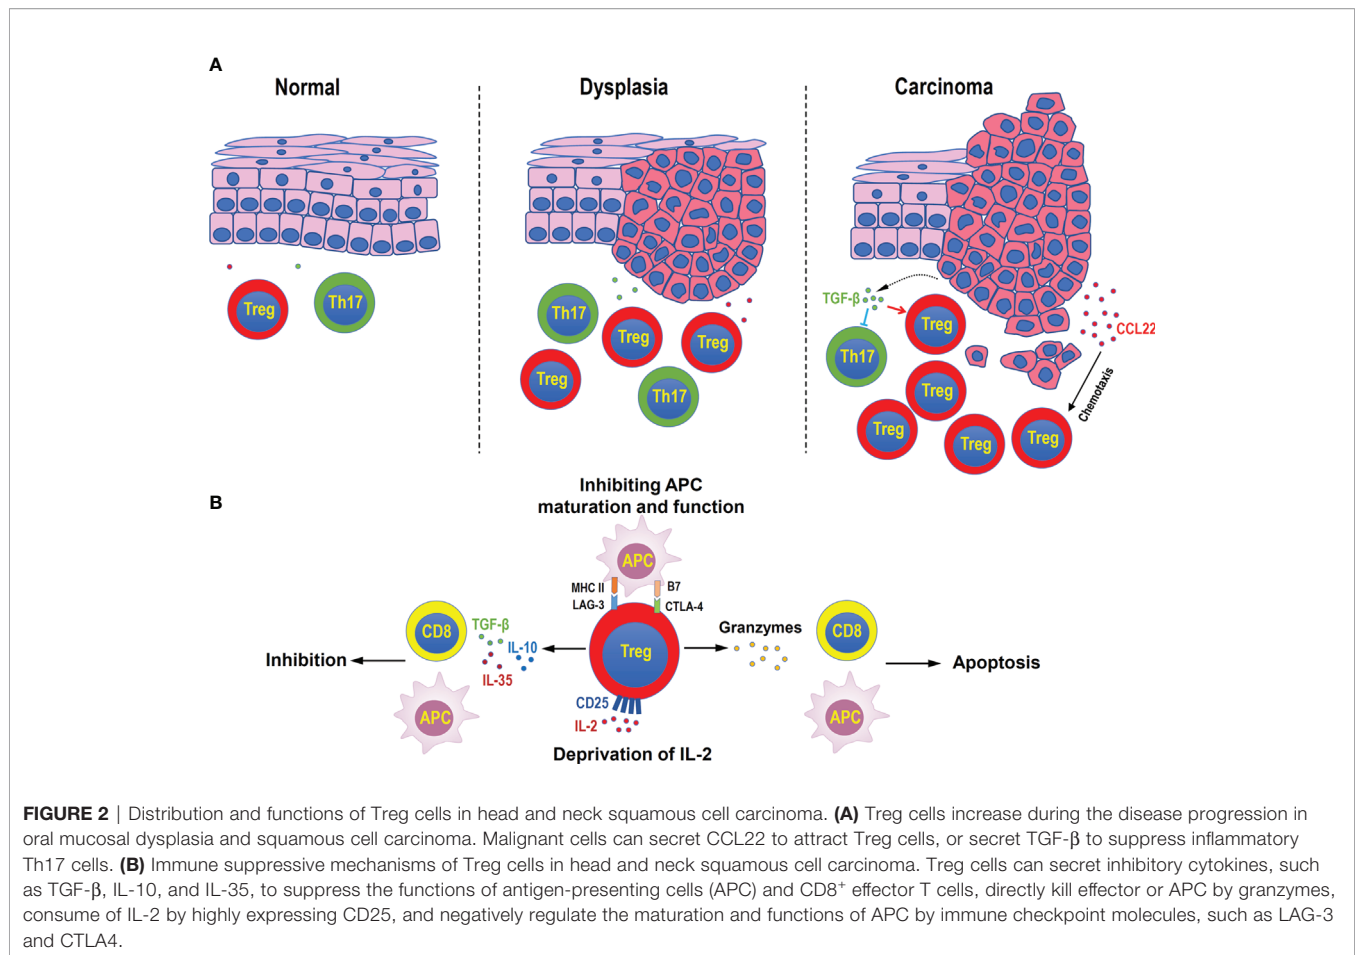 A
Normal
Dysplasia
Carcinoma
Treg
Th17
Th17
Treg
Treg
Treg
Th17
TGF-β
Treg
Th17
CCL22
Chemotaxis
Treg
Treg
Treg
Treg
B
Inhibiting APC
maturation and function
APC
MHC II
B7
LAG-3
CTLA-4
CD8
TGF-β
IL-10
IL-35
Inhibition
APC
Treg
Granzymes
CD8
Apoptosis
APC
CD25
IL-2
Deprivation of IL-2
FIGURE 2 | Distribution and functions of Treg cells in head and neck squamous cell carcinoma. (A) Treg cells increase during the disease progression in
oral mucosal dysplasia and squamous cell carcinoma. Malignant cells can secret CCL22 to attract Treg cells, or secret TGF-β to suppress inflammatory
Th17 cells. (B) Immune suppressive mechanisms of Treg cells in head and neck squamous cell carcinoma. Treg cells can secret inhibitory cytokines, such
as TGF-β, IL-10, and IL-35, to suppress the functions of antigen-presenting cells (APC) and CD8⁺ effector T cells, directly kill effector or APC by granzymes,
consume of IL-2 by highly expressing CD25, and negatively regulate the maturation and functions of APC by immune checkpoint molecules, such as LAG-3
and CTLA4.